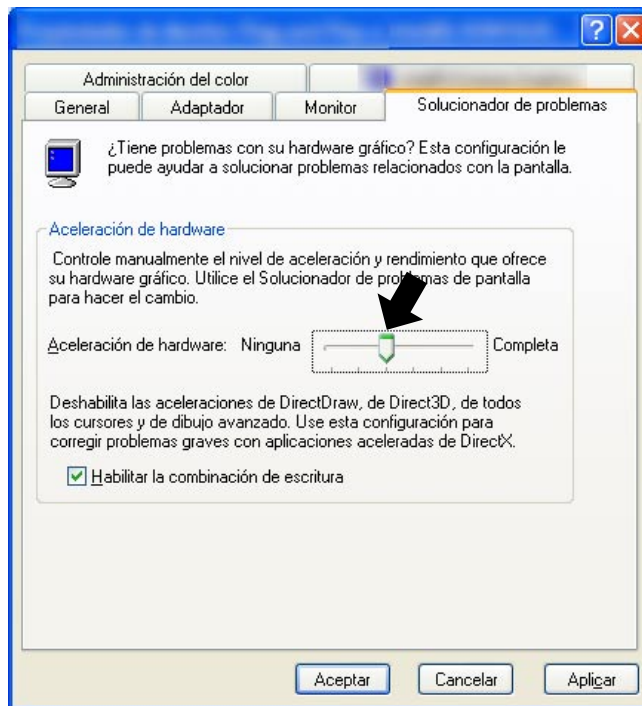 Administración del color
General Adaptador Monitor Solucionador de problemas
¿Tiene problemas con su hardware gráfico? Esta configuración le
puede ayudar a solucionar problemas relacionados con la pantalla.
Aceleración de hardware
Controle manualmente el nivel de aceleración y rendimiento que ofrece
su hardware gráfico. Utilice el Solucionador de problemas de pantalla
para hacer el cambio.
Aceleración de hardware: Ninguna Completa
Deshabilita las aceleraciones de DirectDraw, de Direct3D, de todos
los cursores y de dibujo avanzado. Use esta configuración para
corregir problemas graves con aplicaciones aceleradas de DirectX.
Habilitar la combinación de escritura
Aceptar Cancelar Aplicar